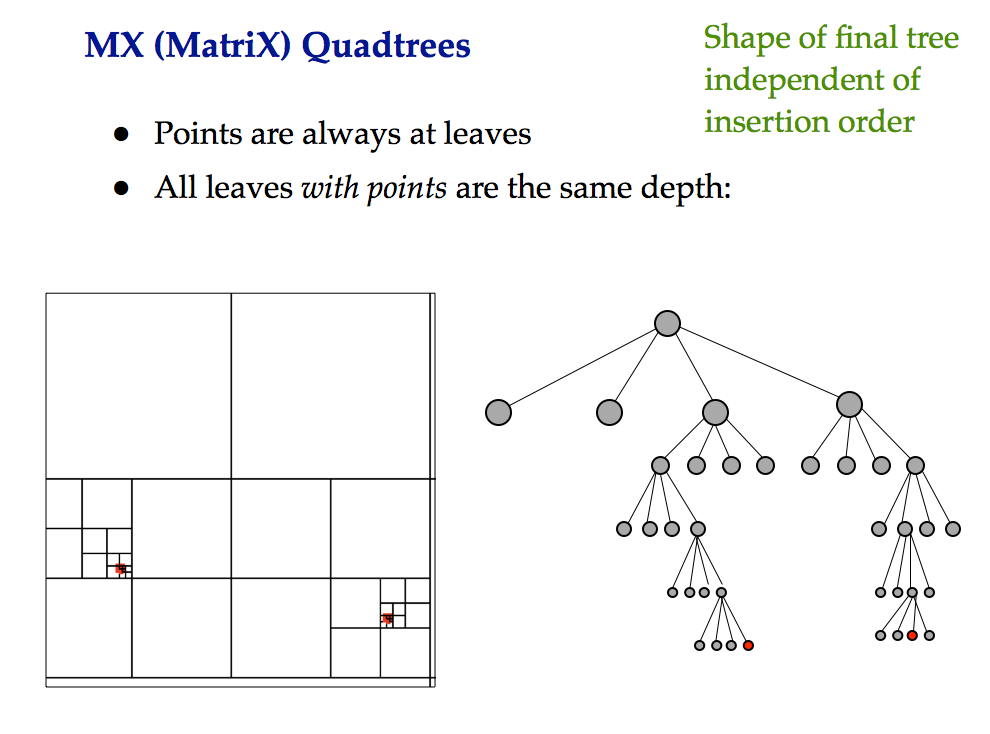 MX (MatriX) Quadtrees
Shape of final tree
independent of
insertion order
● Points are always at leaves
● All leaves with points are the same depth: